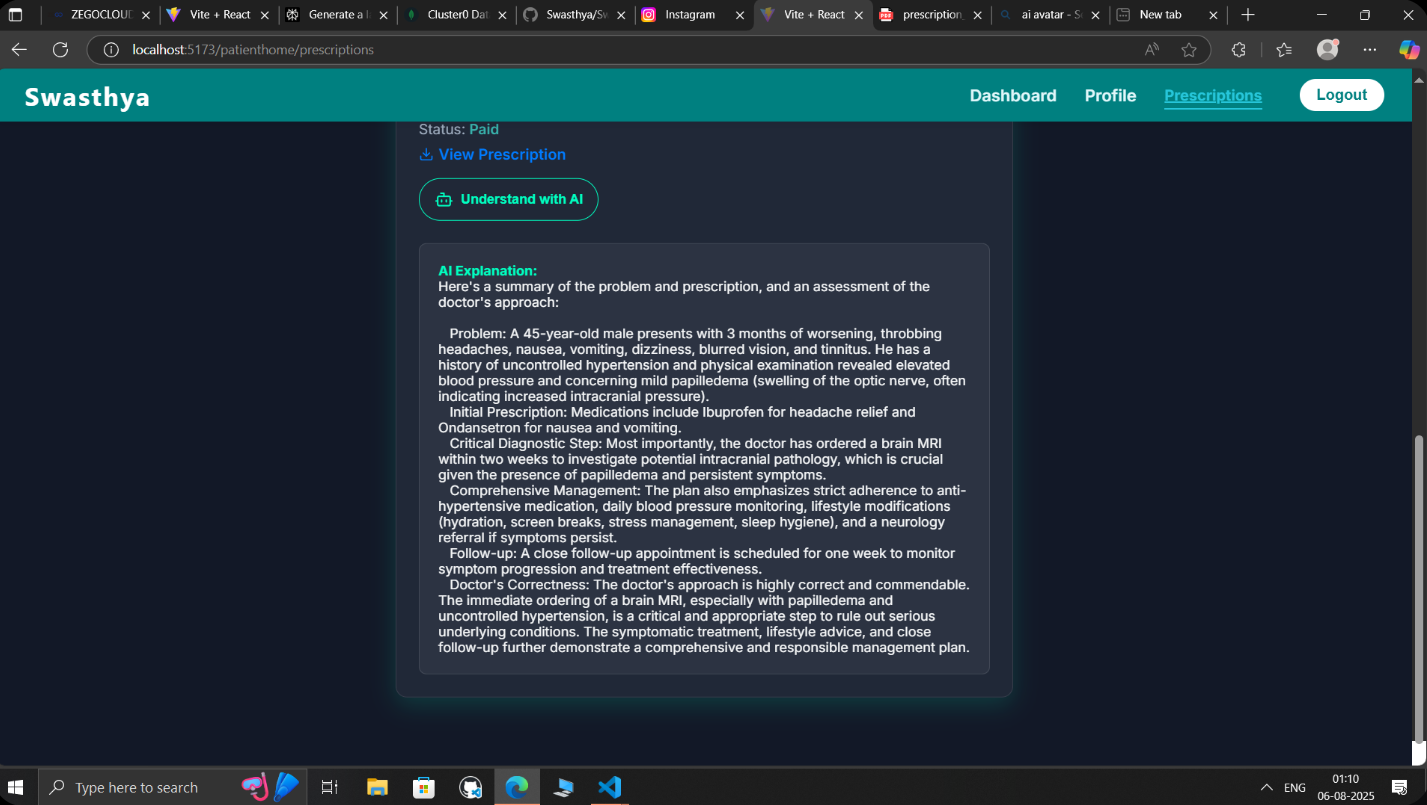 ZEGOCLOUD
Vite + React
Generate a l
Cluster0 Dat
Swasthya/Sw
Instagram
Vite + React
prescription_
ai avatar - Se
New tab
localhost:5173/patienthome/prescriptions
Swasthya
Dashboard
Profile
Prescriptions
Logout
Status: Paid
View Prescription
Understand with AI
AI Explanation:
Here's a summary of the problem and prescription, and an assessment of the
doctor's approach:
Problem: A 45-year-old male presents with 3 months of worsening, throbbing
headaches, nausea, vomiting, dizziness, blurred vision, and tinnitus. He has a
history of uncontrolled hypertension and physical examination revealed elevated
blood pressure and concerning mild papilledema (swelling of the optic nerve, often
indicating increased intracranial pressure).
Initial Prescription: Medications include Ibuprofen for headache relief and
Ondansetron for nausea and vomiting.
Critical Diagnostic Step: Most importantly, the doctor has ordered a brain MRI
within two weeks to investigate potential intracranial pathology, which is crucial
given the presence of papilledema and persistent symptoms.
Comprehensive Management: The plan also emphasizes strict adherence to anti-
hypertensive medication, daily blood pressure monitoring, lifestyle modifications
(hydration, screen breaks, stress management, sleep hygiene), and a neurology
referral if symptoms persist.
Follow-up: A close follow-up appointment is scheduled for one week to monitor
symptom progression and treatment effectiveness.
Doctor's Correctness: The doctor's approach is highly correct and commendable.
The immediate ordering of a brain MRI, especially with papilledema and
uncontrolled hypertension, is a critical and appropriate step to rule out serious
underlying conditions. The symptomatic treatment, lifestyle advice, and close
follow-up further demonstrate a comprehensive and responsible management plan.
Type here to search
ENG
01:10
06-08-2025